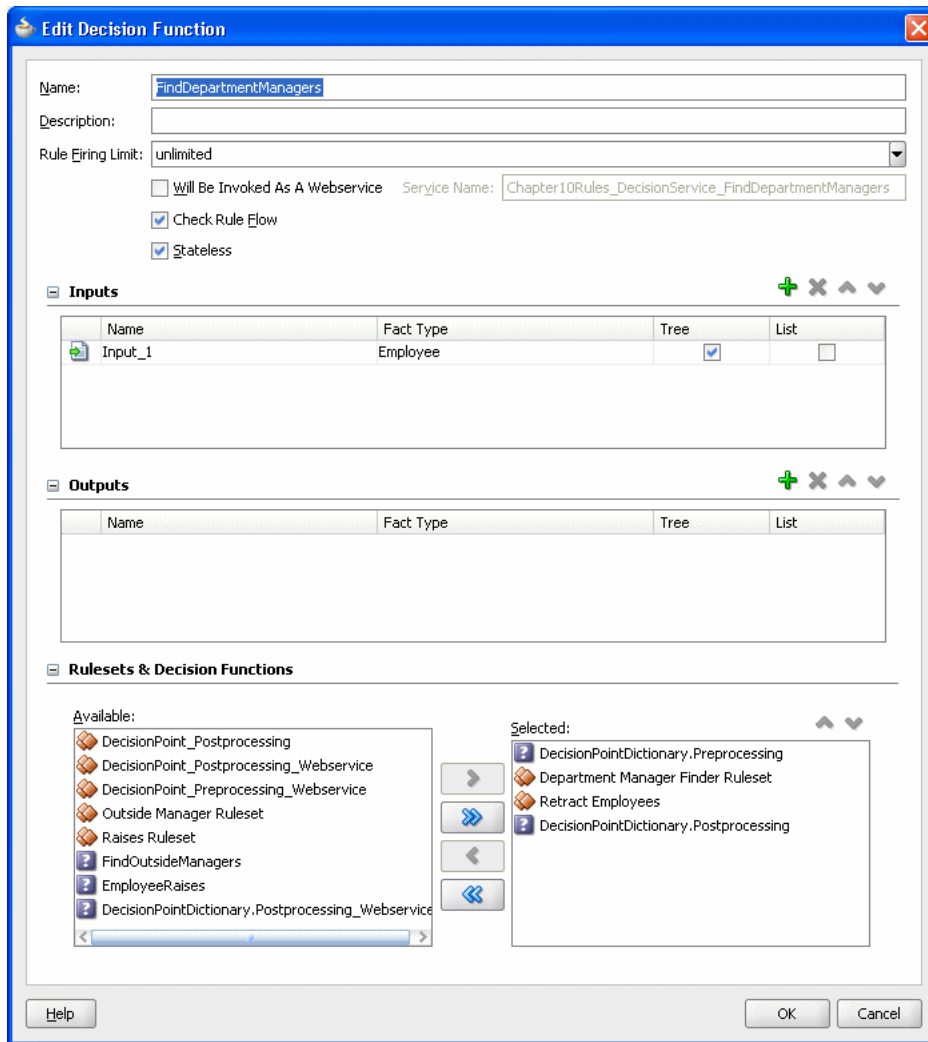 Edit Decision Function
Name: FindDepartmentManagers
Description:
Rule Firing Limit: unlimited
Will Be Invoked As A Webservice Service Name: Chapter10Rules_DecisionService_FindDepartmentManagers
Check Rule Flow
Stateless
Inputs
Name Fact Type Tree List
Input_1 Employee
Outputs
Name Fact Type Tree List
Rulesets & Decision Functions
Available:
DecisionPoint_Postprocessing
DecisionPoint_Postprocessing_Webservice
DecisionPoint_Preprocessing_Webservice
Outside Manager Ruleset
Raises Ruleset
FindOutsideManagers
EmployeeRaises
DecisionPointDictionary.Postprocessing_Webservice
Selected:
DecisionPointDictionary.Preprocessing
Department Manager Finder Ruleset
Retract Employees
DecisionPointDictionary.Postprocessing
Help OK Cancel